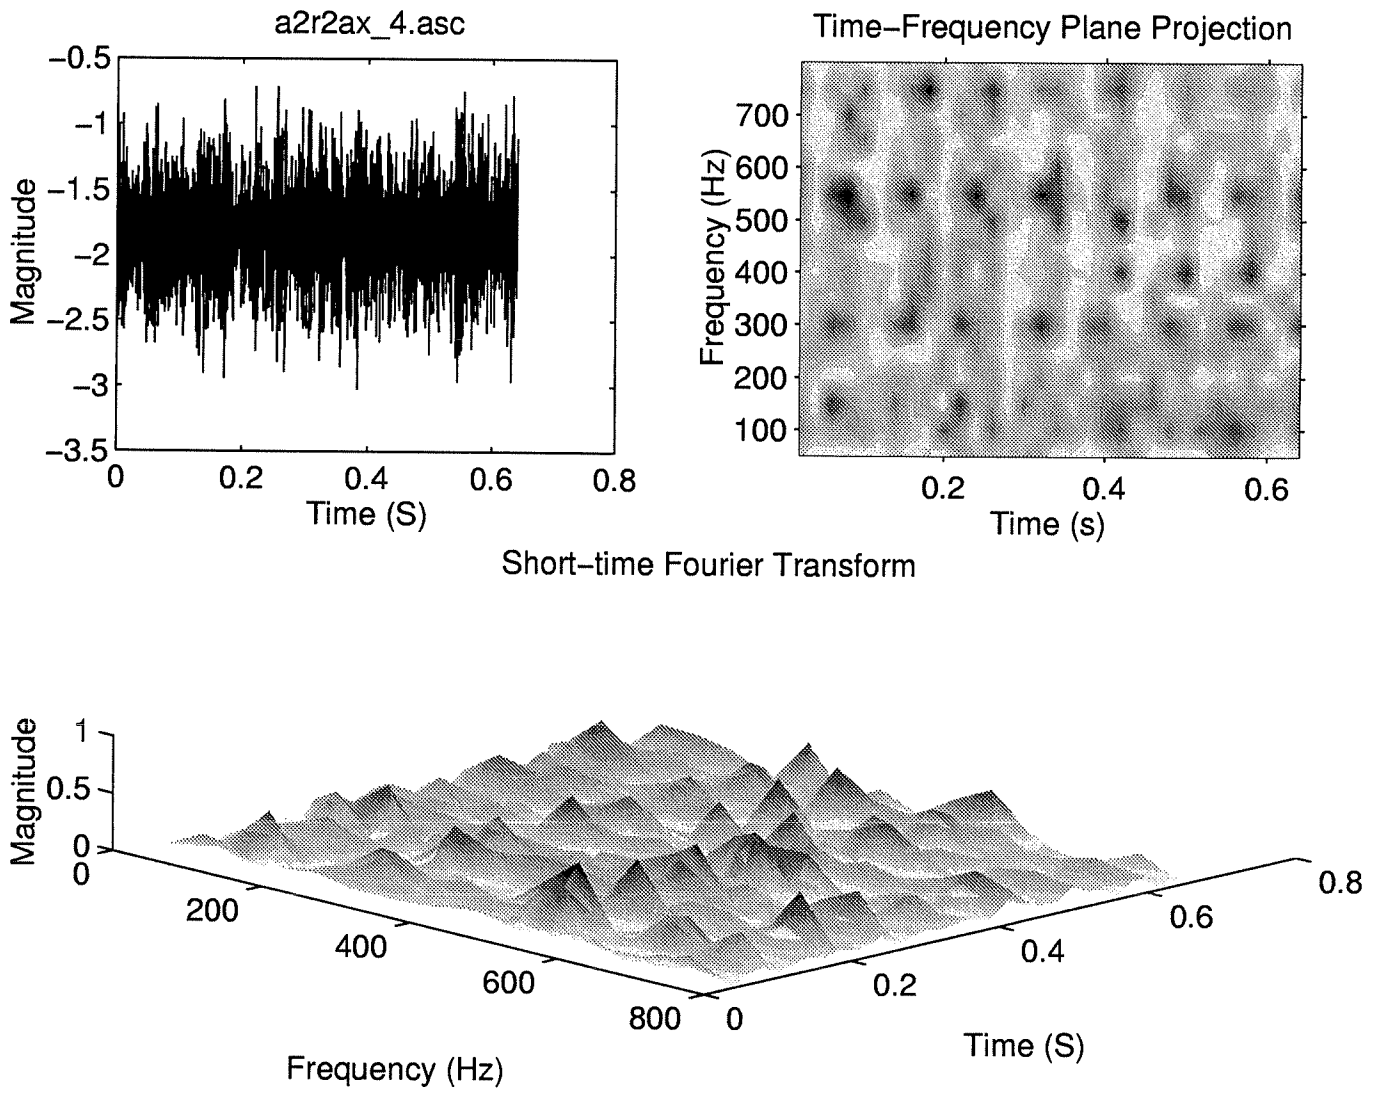 a2r2ax_4.asc
−0.5
−1
−1.5
−2
−2.5
−3
−3.5
Magnitude
0 0.2 0.4 0.6 0.8
Time (S)
Time−Frequency Plane Projection
700
600
500
400
300
200
100
Frequency (Hz)
0.2 0.4 0.6
Time (s)
Short−time Fourier Transform
1
0.5
0
Magnitude
0
200
400
600
800
Frequency (Hz)
0
0.2
0.4
0.6
0.8
Time (S)